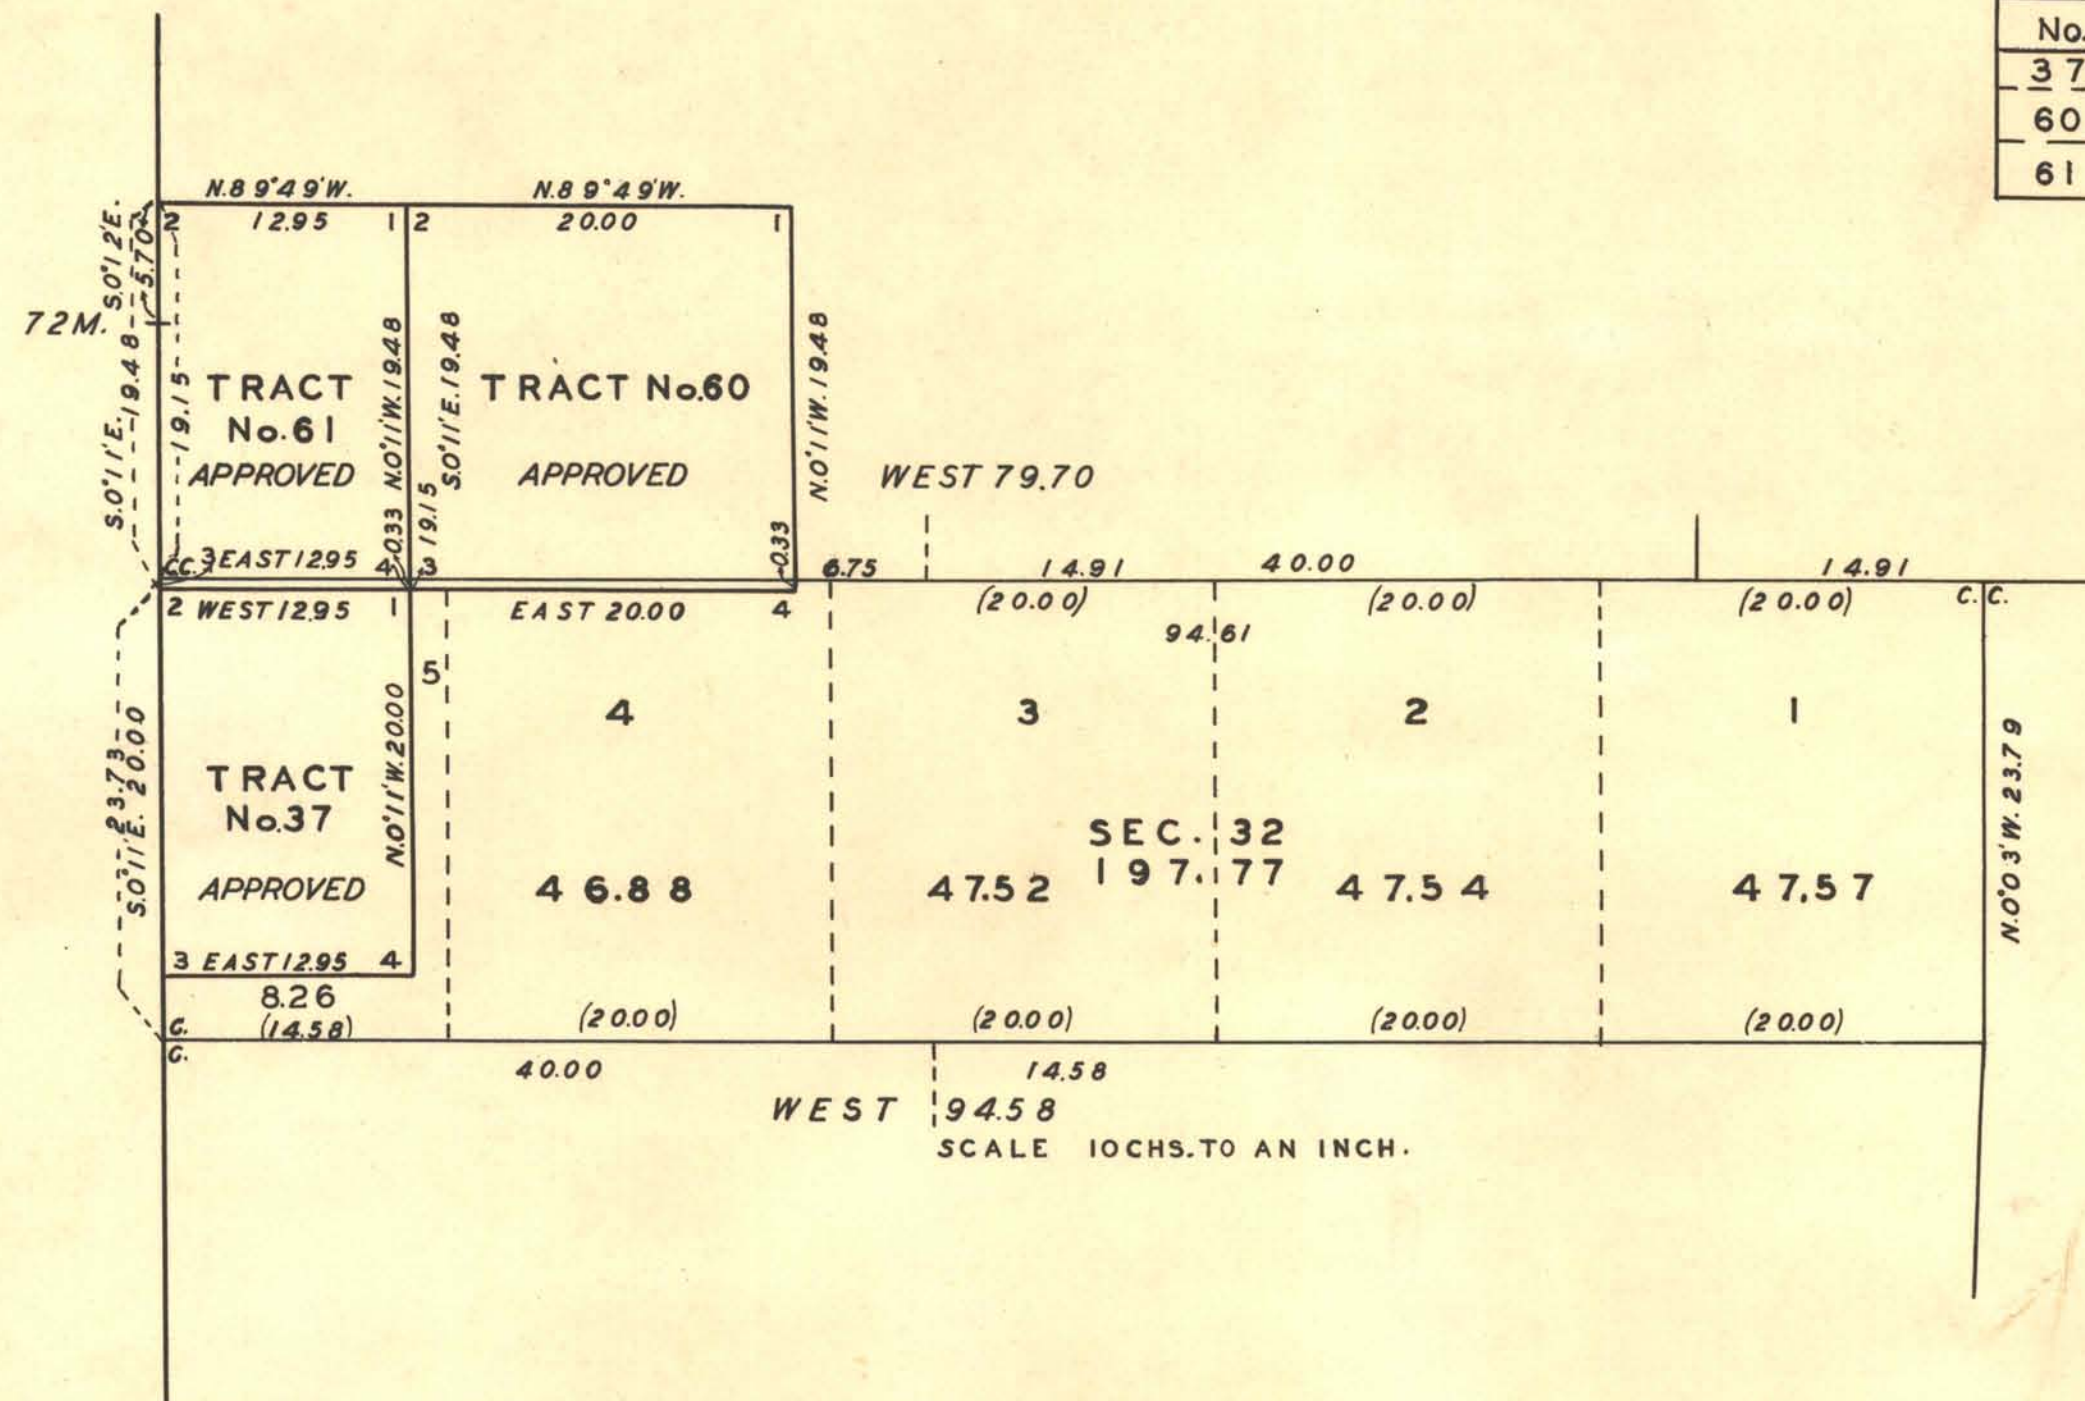 No.
37
60
61
N.89°49'W.
N.89°49'W.
2 12.95 1
2 20.00 1
S.0°12'E.
5.70
72M.
S.0°11'E. 19.48
19.15
N.0°11'W. 19.48
0.33
S.0°11'E. 19.48
19.15
N.0°11'W. 19.48
0.33
TRACT
No.61
APPROVED
TRACT No.60
APPROVED
WEST 79.70
C.C. 3 EAST 12.95 4
3
6.75
14.91
40.00
14.91
2 WEST 12.95 1
EAST 20.00 4
(20.00)
(20.00)
(20.00)
C.C.
94.61
5
4
3
2
1
23.73
S.0°11'E. 20.00
N.0°11'W. 20.00
N.0°03'W. 23.79
TRACT
No.37
APPROVED
SEC. 32
197.77
46.88
47.52
47.54
47.57
3 EAST 12.95 4
8.26
C. (14.58)
(20.00)
(20.00)
(20.00)
(20.00)
C.
40.00
14.58
WEST 94.58
SCALE 10CHS. TO AN INCH.